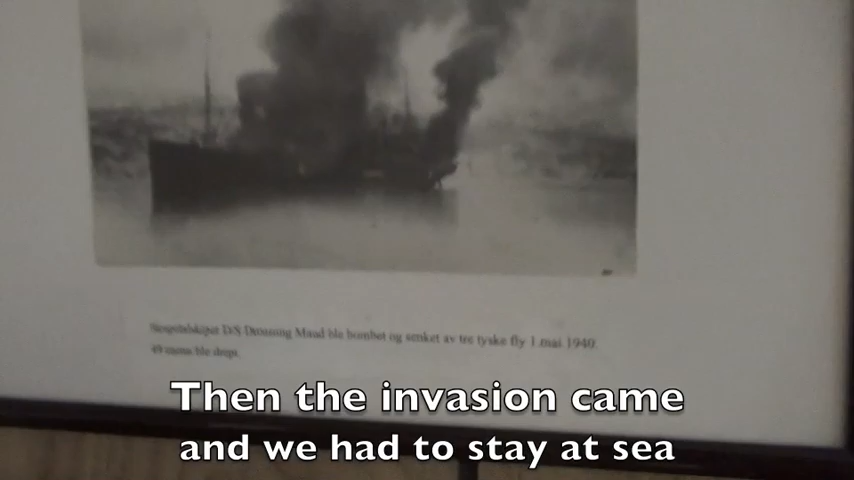 Hospitalskipet D/S Dronning Maud ble bombet og senket av tre tyske fly 1.mai 1940.
49 mann ble drept.
Then the invasion came
and we had to stay at sea